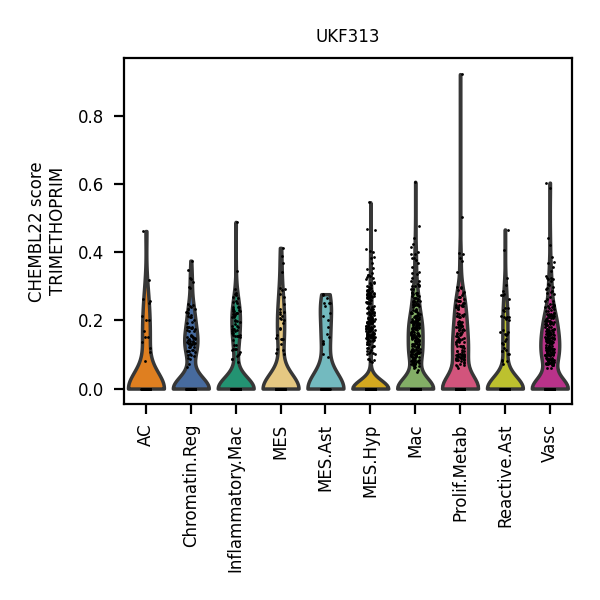 UKF313
CHEMBL22 score
TRIMETHOPRIM
0.8
0.6
0.4
0.2
0.0
AC
Chromatin.Reg
Inflammatory.Mac
MES
MES.Ast
MES.Hyp
Mac
Prolif.Metab
Reactive.Ast
Vasc